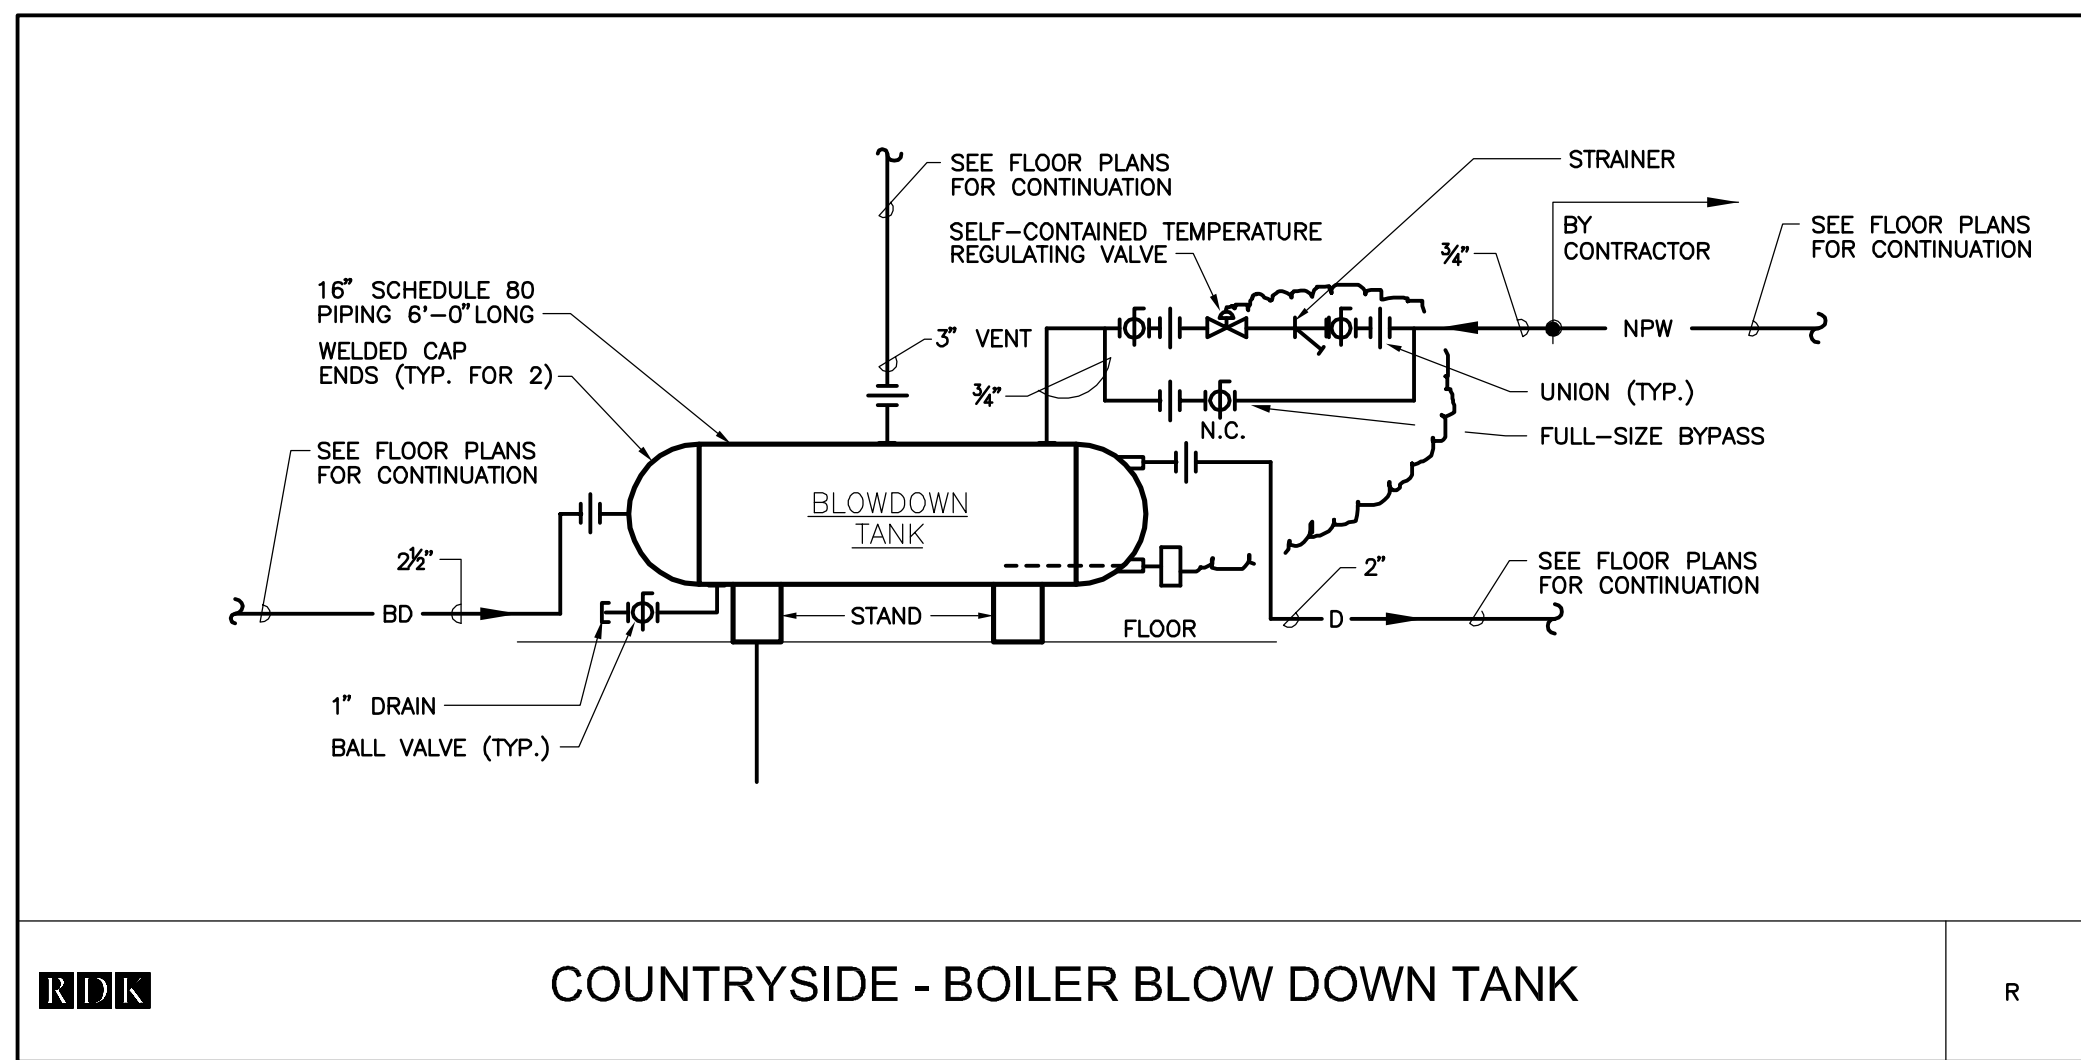 SEE FLOOR PLANS
FOR CONTINUATION
STRAINER
SELF-CONTAINED TEMPERATURE
REGULATING VALVE
BY
CONTRACTOR
SEE FLOOR PLANS
FOR CONTINUATION
3/4"
16" SCHEDULE 80
PIPING 6'-0" LONG
3" VENT
NPW
WELDED CAP
ENDS (TYP. FOR 2)
3/4"
UNION (TYP.)
N.C.
FULL-SIZE BYPASS
SEE FLOOR PLANS
FOR CONTINUATION
BLOWDOWN
TANK
2 1/2"
2"
SEE FLOOR PLANS
FOR CONTINUATION
BD
STAND
FLOOR
D
1" DRAIN
BALL VALVE (TYP.)
RDK
COUNTRYSIDE - BOILER BLOW DOWN TANK
R